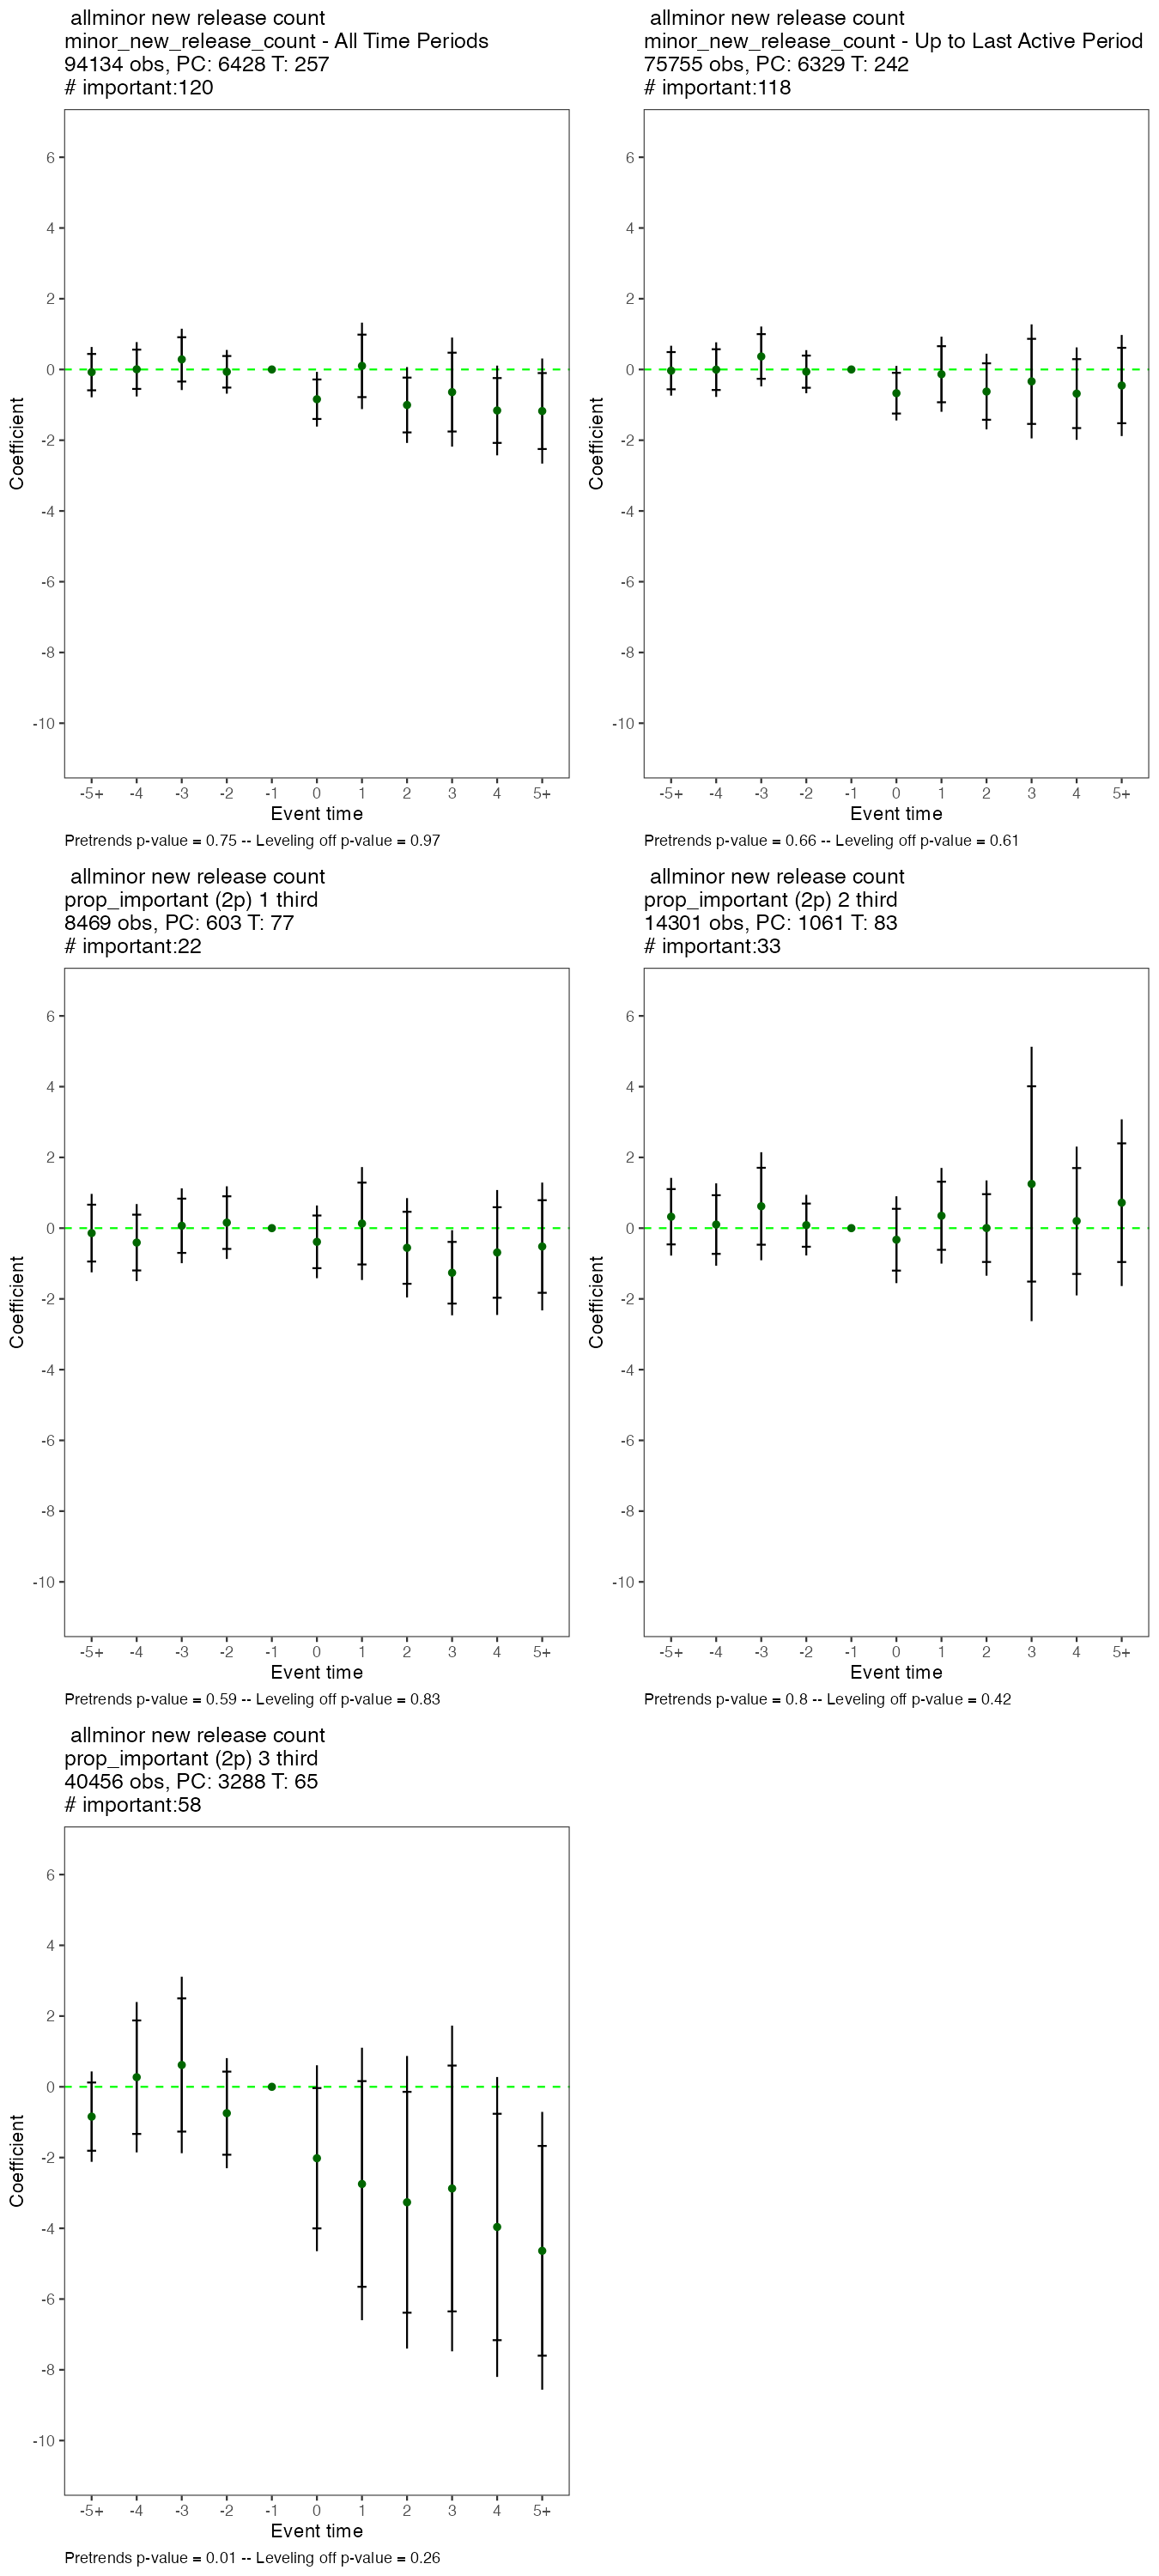 allminor new release count
minor_new_release_count - All Time Periods
94134 obs, PC: 6428 T: 257
# important:120
6
4
2
0
-2
-4
-6
-8
-10
Coefficient
-5+ -4 -3 -2 -1 0 1 2 3 4 5+
Event time
Pretrends p-value = 0.75 -- Leveling off p-value = 0.97
allminor new release count
minor_new_release_count - Up to Last Active Period
75755 obs, PC: 6329 T: 242
# important:118
6
4
2
0
-2
-4
-6
-8
-10
Coefficient
-5+ -4 -3 -2 -1 0 1 2 3 4 5+
Event time
Pretrends p-value = 0.66 -- Leveling off p-value = 0.61
allminor new release count
prop_important (2p) 1 third
8469 obs, PC: 603 T: 77
# important:22
6
4
2
0
-2
-4
-6
-8
-10
Coefficient
-5+ -4 -3 -2 -1 0 1 2 3 4 5+
Event time
Pretrends p-value = 0.59 -- Leveling off p-value = 0.83
allminor new release count
prop_important (2p) 2 third
14301 obs, PC: 1061 T: 83
# important:33
6
4
2
0
-2
-4
-6
-8
-10
Coefficient
-5+ -4 -3 -2 -1 0 1 2 3 4 5+
Event time
Pretrends p-value = 0.8 -- Leveling off p-value = 0.42
allminor new release count
prop_important (2p) 3 third
40456 obs, PC: 3288 T: 65
# important:58
6
4
2
0
-2
-4
-6
-8
-10
Coefficient
-5+ -4 -3 -2 -1 0 1 2 3 4 5+
Event time
Pretrends p-value = 0.01 -- Leveling off p-value = 0.26